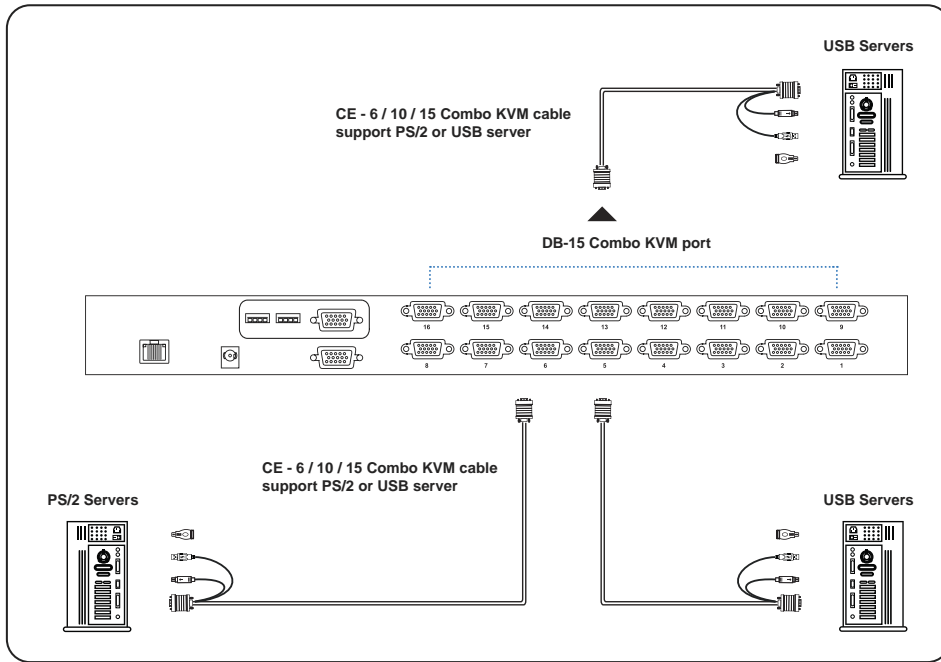 USB Servers
CE - 6 / 10 / 15 Combo KVM cable
support PS/2 or USB server
DB-15 Combo KVM port
16 15 14 13 12 11 10 9
8 7 6 5 4 3 2 1
CE - 6 / 10 / 15 Combo KVM cable
support PS/2 or USB server
PS/2 Servers
USB Servers